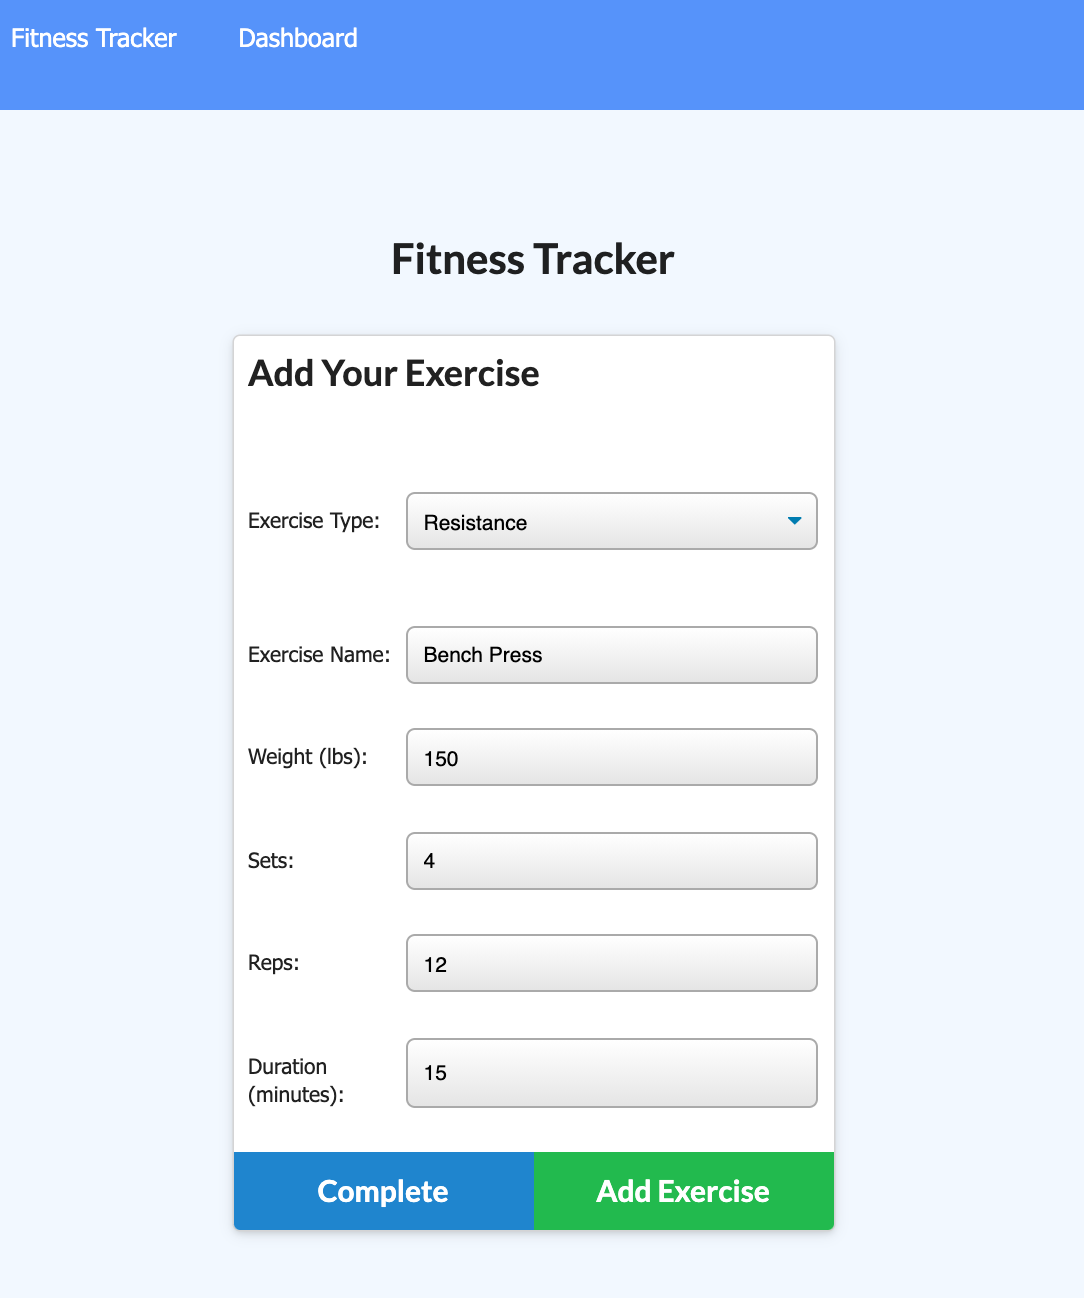 Fitness Tracker Dashboard
Fitness Tracker
Add Your Exercise
Exercise Type: Resistance
Exercise Name: Bench Press
Weight (lbs): 150
Sets: 4
Reps: 12
Duration
(minutes): 15
Complete Add Exercise